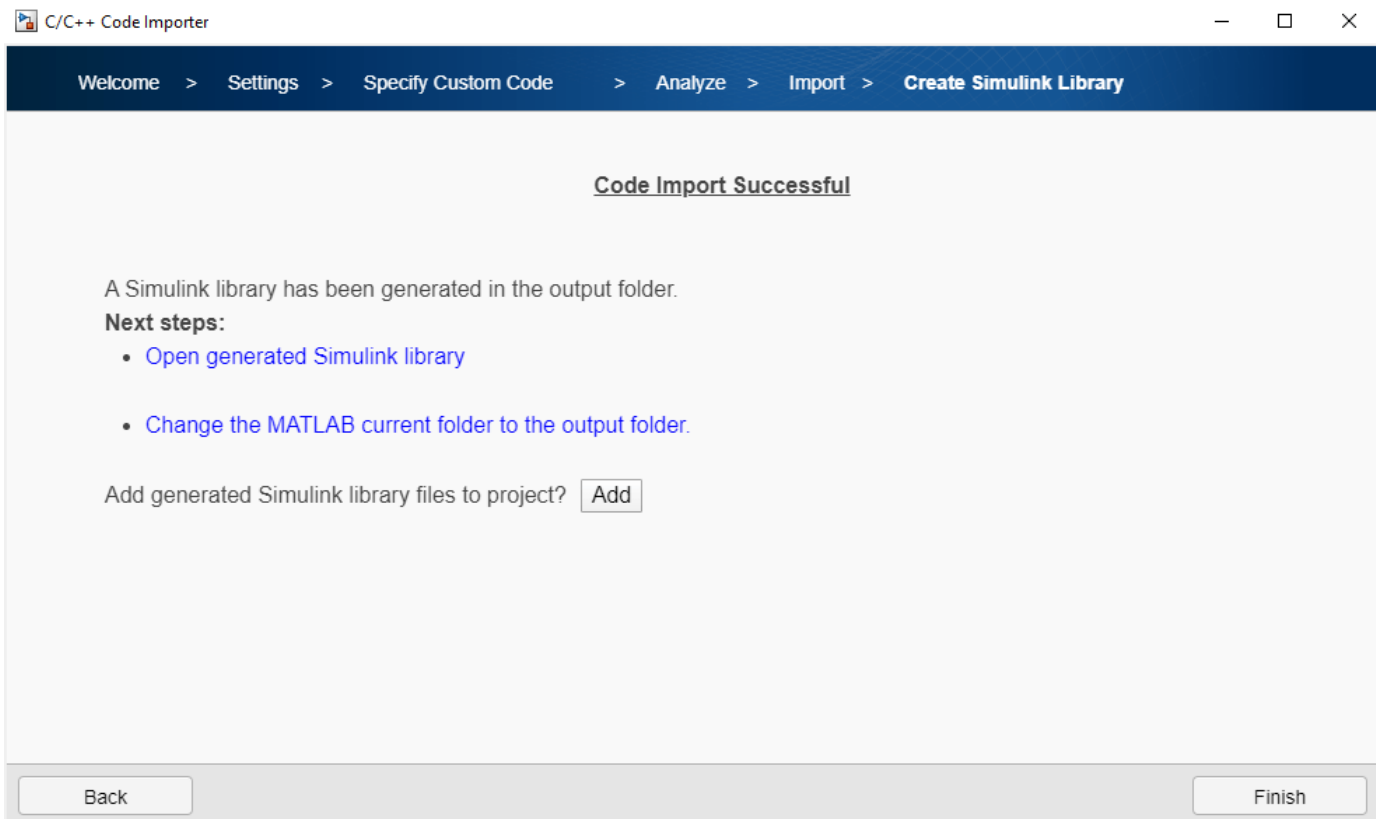 C/C++ Code Importer
Welcome > Settings > Specify Custom Code > Analyze > Import > Create Simulink Library
Code Import Successful
A Simulink library has been generated in the output folder.
Next steps:
• Open generated Simulink library
• Change the MATLAB current folder to the output folder.
Add generated Simulink library files to project? Add
Back Finish